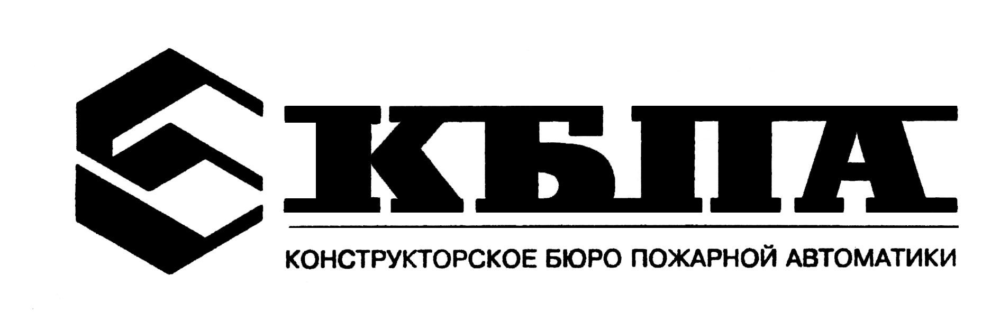 КБПА
КОНСТРУКТОРСКОЕ БЮРО ПОЖАРНОЙ АВТОМАТИКИ